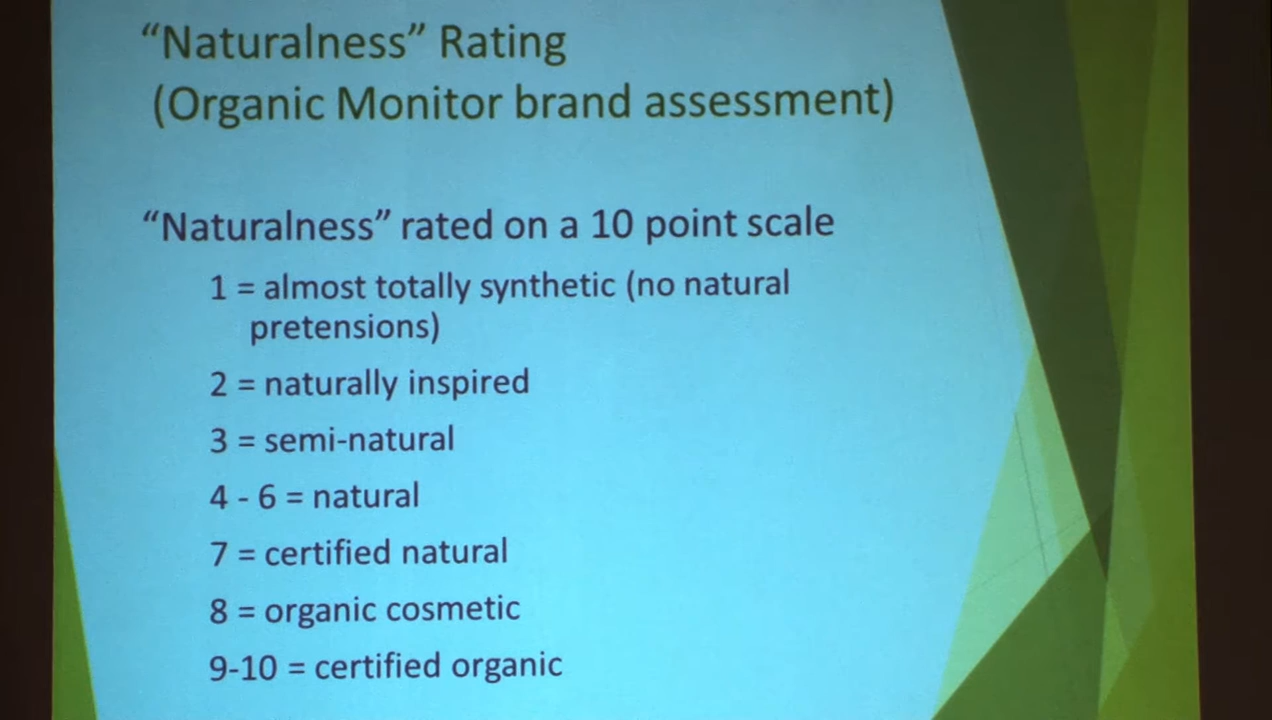 “Naturalness” Rating
(Organic Monitor brand assessment)
“Naturalness” rated on a 10 point scale
1 = almost totally synthetic (no natural
pretensions)
2 = naturally inspired
3 = semi-natural
4 - 6 = natural
7 = certified natural
8 = organic cosmetic
9-10 = certified organic